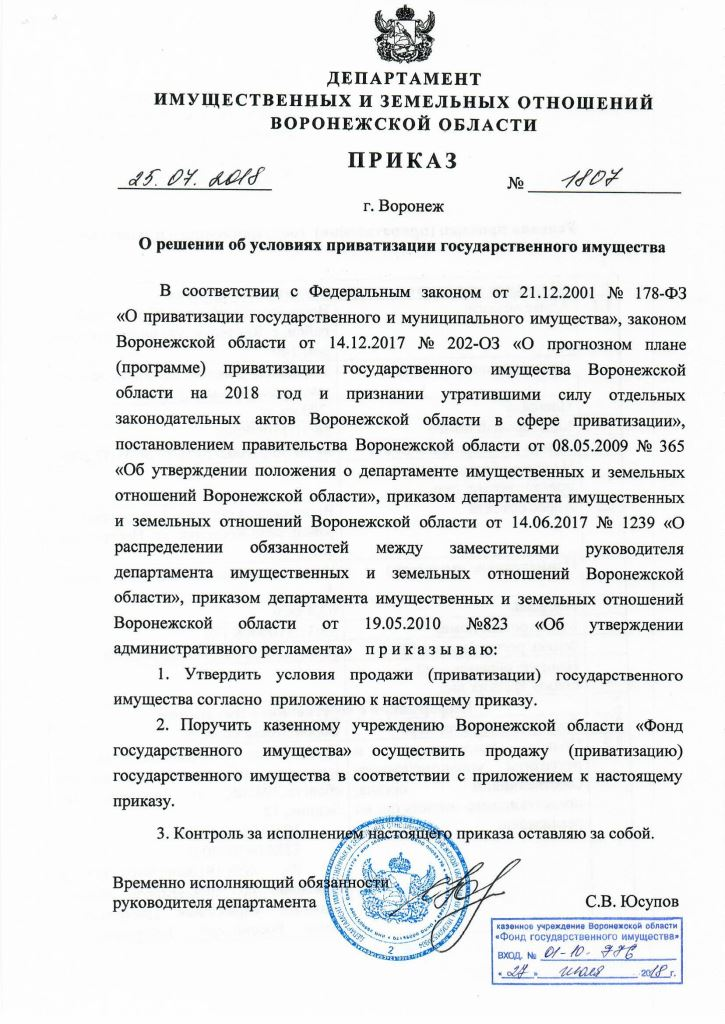 ДЕПАРТАМЕНТ
ИМУЩЕСТВЕННЫХ И ЗЕМЕЛЬНЫХ ОТНОШЕНИЙ
ВОРОНЕЖСКОЙ ОБЛАСТИ
ПРИКАЗ
25.07.2018 № 1807
г. Воронеж
О решении об условиях приватизации государственного имущества
В соответствии с Федеральным законом от 21.12.2001 № 178-ФЗ
«О приватизации государственного и муниципального имущества», законом
Воронежской области от 14.12.2017 № 202-ОЗ «О прогнозном плане
(программе) приватизации государственного имущества Воронежской
области на 2018 год и признании утратившими силу отдельных
законодательных актов Воронежской области в сфере приватизации»,
постановлением правительства Воронежской области от 08.05.2009 № 365
«Об утверждении положения о департаменте имущественных и земельных
отношений Воронежской области», приказом департамента имущественных
и земельных отношений Воронежской области от 14.06.2017 № 1239 «О
распределении обязанностей между заместителями руководителя
департамента имущественных и земельных отношений Воронежской
области», приказом департамента имущественных и земельных отношений
Воронежской области от 19.05.2010 №823 «Об утверждении
административного регламента» п р и к а з ы в а ю:
1. Утвердить условия продажи (приватизации) государственного
имущества согласно приложению к настоящему приказу.
2. Поручить казенному учреждению Воронежской области «Фонд
государственного имущества» осуществить продажу (приватизацию)
государственного имущества в соответствии с приложением к настоящему
приказу.
3. Контроль за исполнением настоящего приказа оставляю за собой.
Временно исполняющий обязанности
руководителя департамента С.В. Юсупов
2
казенное учреждение Воронежской области
«Фонд государственного имущества»
ВХОД. № 01-10-776
«27» июля 2018 г.